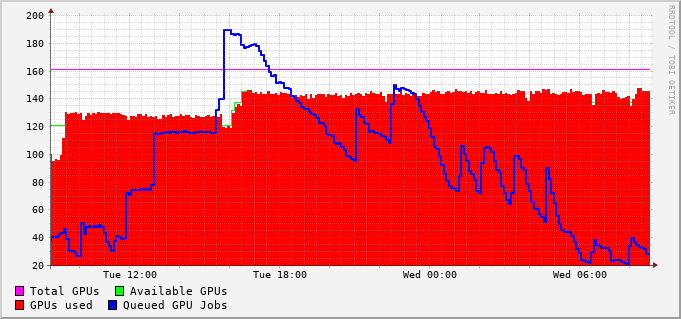 200
180
160
140
120
100
80
60
40
20
Tue 12:00 Tue 18:00 Wed 00:00 Wed 06:00
Total GPUs Available GPUs
GPUs used Queued GPU Jobs
RRDTOOL / TOBI OETIKER